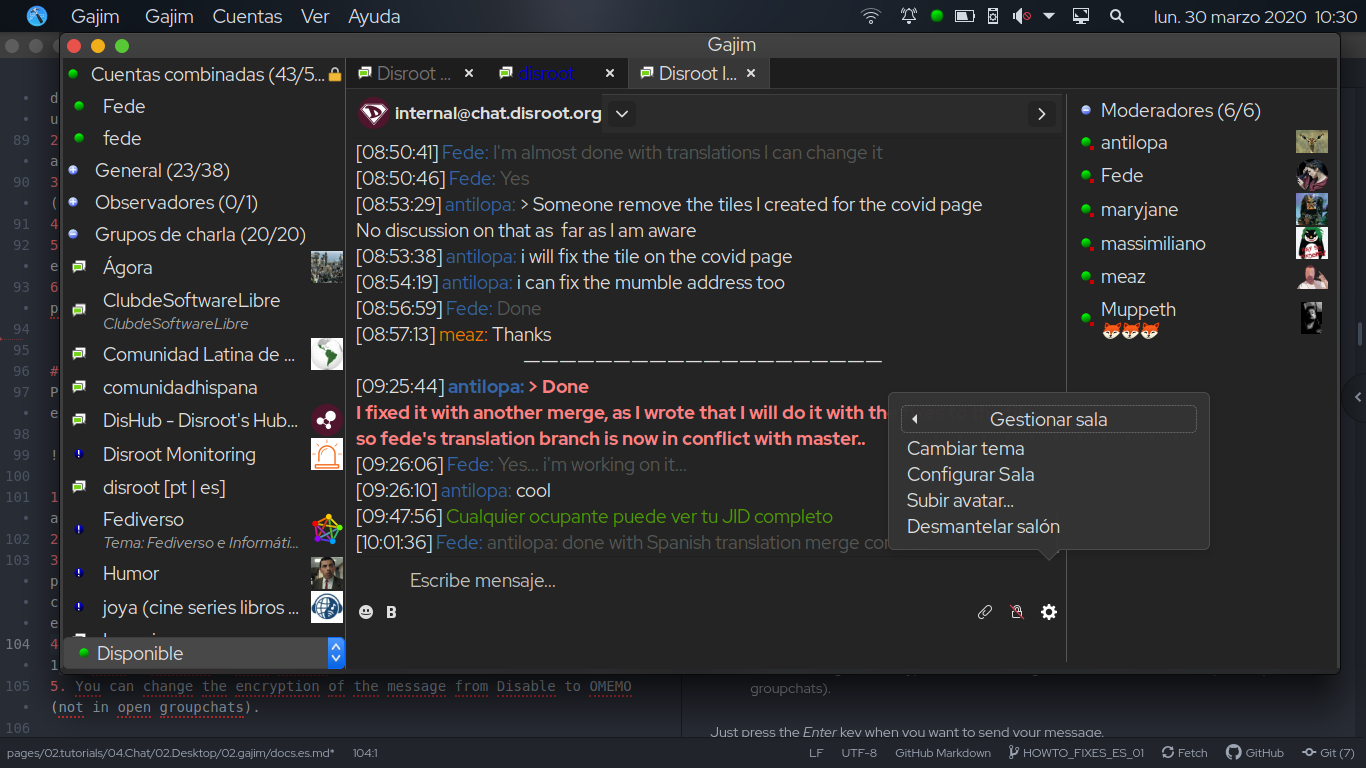 Gajim Gajim Cuentas Ver Ayuda lun. 30 marzo 2020 10:30
Gajim
Cuentas combinadas (43/5...
Fede
fede
General (23/38)
Observadores (0/1)
Grupos de charla (20/20)
Ágora
ClubdeSoftwareLibre
ClubdeSoftwareLibre
Comunidad Latina de ...
comunidadhispana
DisHub - Disroot's Hub...
Disroot Monitoring
disroot [pt | es]
Fediverso
Tema: Fediverso e Informáti...
Humor
joya (cine series libros ...
Disponible
Disroot ...
disroot
Disroot I...
internal@chat.disroot.org
[08:50:41] Fede: I'm almost done with translations I can change it
[08:50:46] Fede: Yes
[08:53:29] antilopa: > Someone remove the tiles I created for the covid page
No discussion on that as  far as I am aware
[08:53:38] antilopa: i will fix the tile on the covid page
[08:54:19] antilopa: i can fix the mumble address too
[08:56:59] Fede: Done
[08:57:13] meaz: Thanks
————————————————————
[09:25:44] antilopa: > Done
I fixed it with another merge, as I wrote that I will do it with the
so fede's translation branch is now in conflict with master..
[09:26:06] Fede: Yes... i'm working on it...
[09:26:10] antilopa: cool
[09:47:56] Cualquier ocupante puede ver tu JID completo
[10:01:36] Fede: antilopa: done with Spanish translation merge
Escribe mensaje...
B
Gestionar sala
Cambiar tema
Configurar Sala
Subir avatar...
Desmantelar salón
Moderadores (6/6)
antilopa
Fede
maryjane
massimiliano
meaz
Muppeth
🦊🦊🦊
89
90
91
92
93
94
95
96
97
98
99
100
101
102
103
104
105
5. You can change the encryption of the message from Disable to OMEMO
(not in open groupchats).
106
groupchats).
Just press the Enter key when you want to send your message.
pages/02.tutorials/04.Chat/02.Desktop/02.gajim/docs.es.md* 104:1 LF UTF-8 GitHub Markdown HOWTO_FIXES_ES_01 Fetch GitHub Git (7)